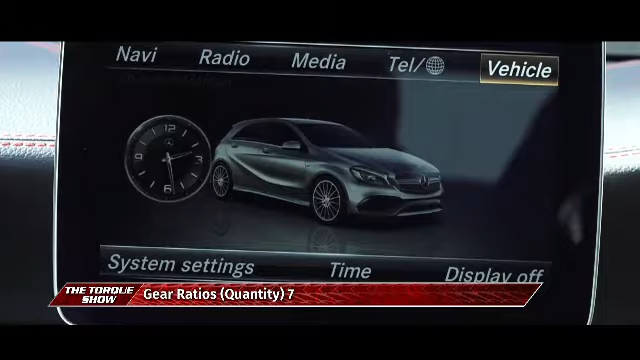 Navi Radio Media Tel/ Vehicle
System settings Time Display off
THE TORQUE SHOW
Gear Ratios (Quantity) 7